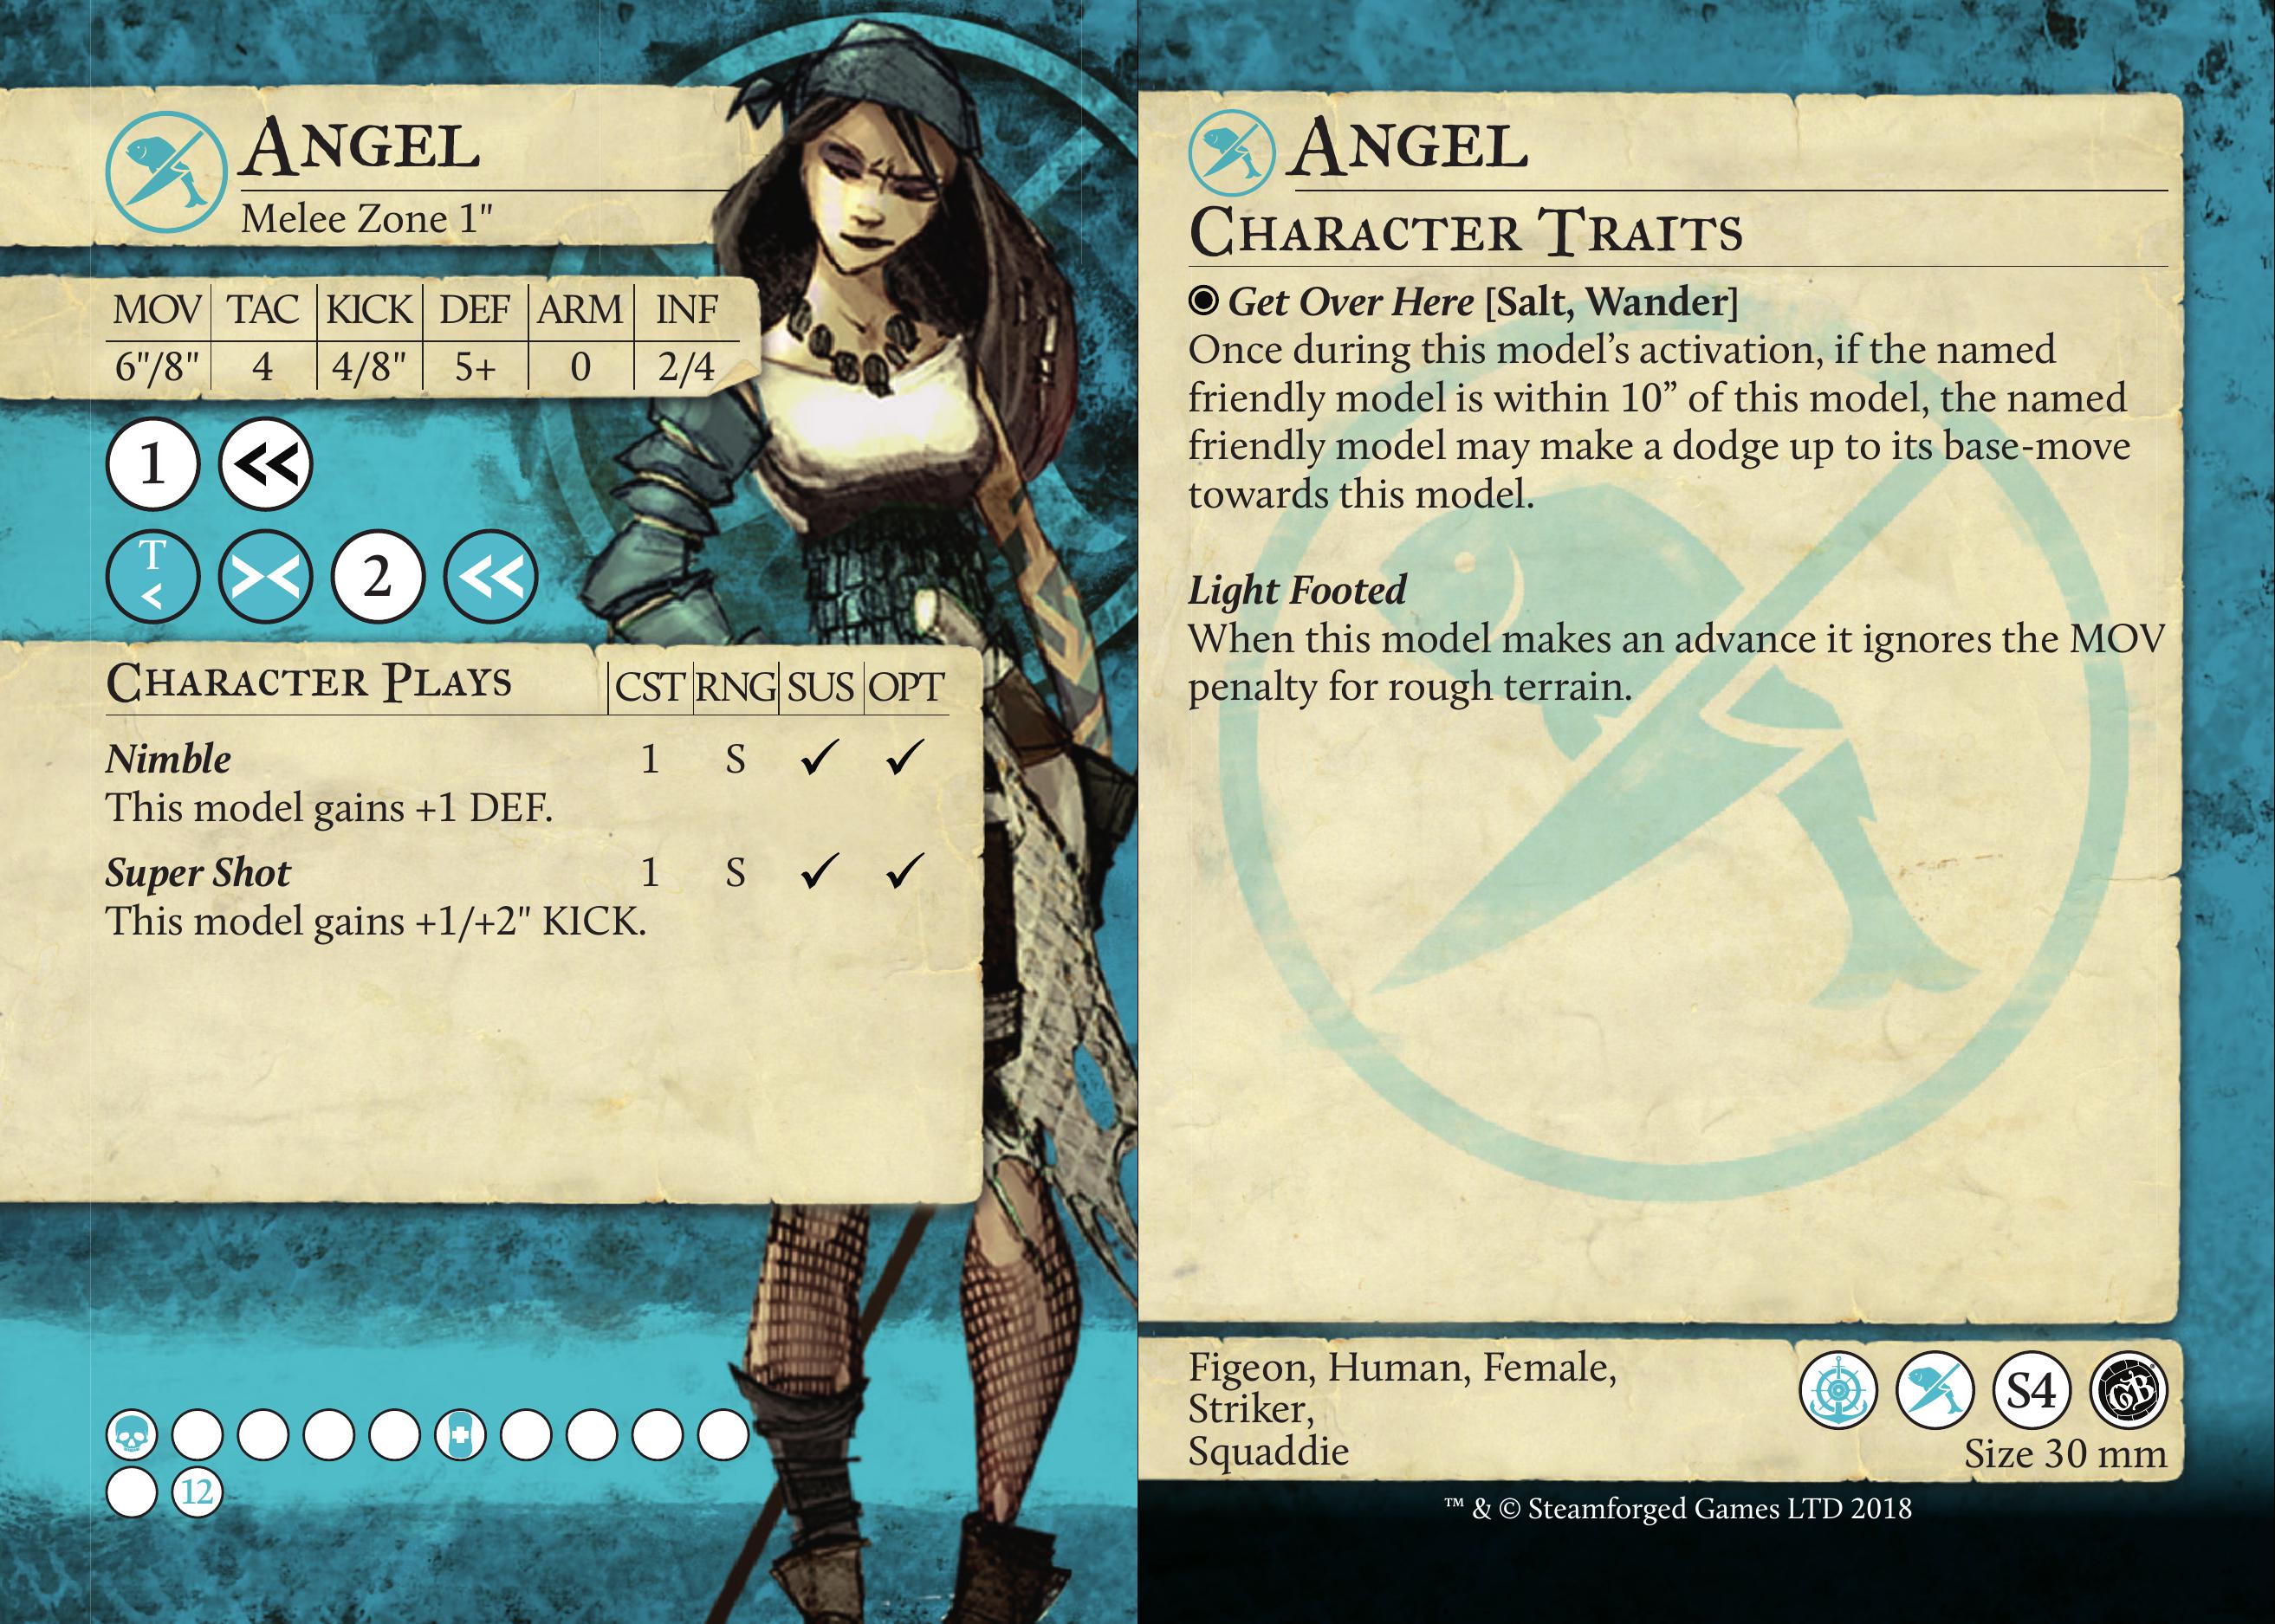 ANGEL
Melee Zone 1"
MOV TAC KICK DEF ARM INF
6"/8" 4 4/8" 5+ 0 2/4
1
T 2
CHARACTER PLAYS CST RNG SUS OPT
Nimble 1 S ✓ ✓
This model gains +1 DEF.
Super Shot 1 S ✓ ✓
This model gains +1/+2" KICK.
12
ANGEL
CHARACTER TRAITS
Get Over Here [Salt, Wander]
Once during this model’s activation, if the named
friendly model is within 10” of this model, the named
friendly model may make a dodge up to its base-move
towards this model.
Light Footed
When this model makes an advance it ignores the MOV
penalty for rough terrain.
Figeon, Human, Female,
Striker,
Squaddie
S4 GB
Size 30 mm
™ & © Steamforged Games LTD 2018